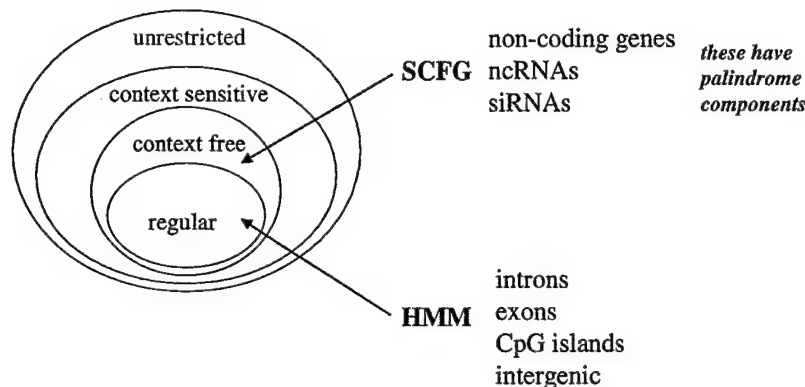 unrestricted
context sensitive
context free
regular
SCFG
non-coding genes
ncRNAs
siRNAs
these have
palindrome
components
HMM
introns
exons
CpG islands
intergenic